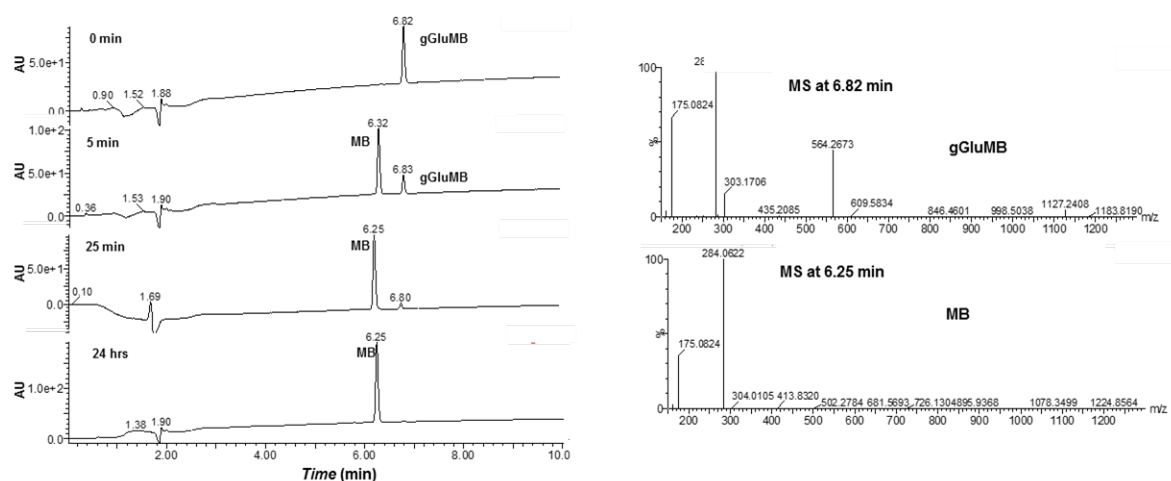 0 min
6.82
gGluMB
AU
5.0e+1
0.90
1.52
1.88
0.0
5 min
1.0e+2
6.32
MB
AU
5.0e+1
6.83
gGluMB
0.36
1.53
1.90
0.0
25 min
6.25
MB
AU
5.0e+1
0.10
1.69
6.80
0.0
24 hrs
6.25
MB
AU
1.0e+2
1.38
1.90
0.0
2.00 4.00 6.00 8.00 10.0
Time (min)
100
28
MS at 6.82 min
175.0824
%
gGluMB
564.2673
303.1706
435.2085
609.5834
846.4601
998.5038
1127.2408
1183.8190
0
200 300 400 500 600 700 800 900 1000 1100 1200
m/z
100
284.0622
MS at 6.25 min
MB
%
175.0824
304.0105
413.8320
502.2784
681.5693
726.1304
895.9368
1078.3499
1224.8564
0
200 300 400 500 600 700 800 900 1000 1100 1200
m/z